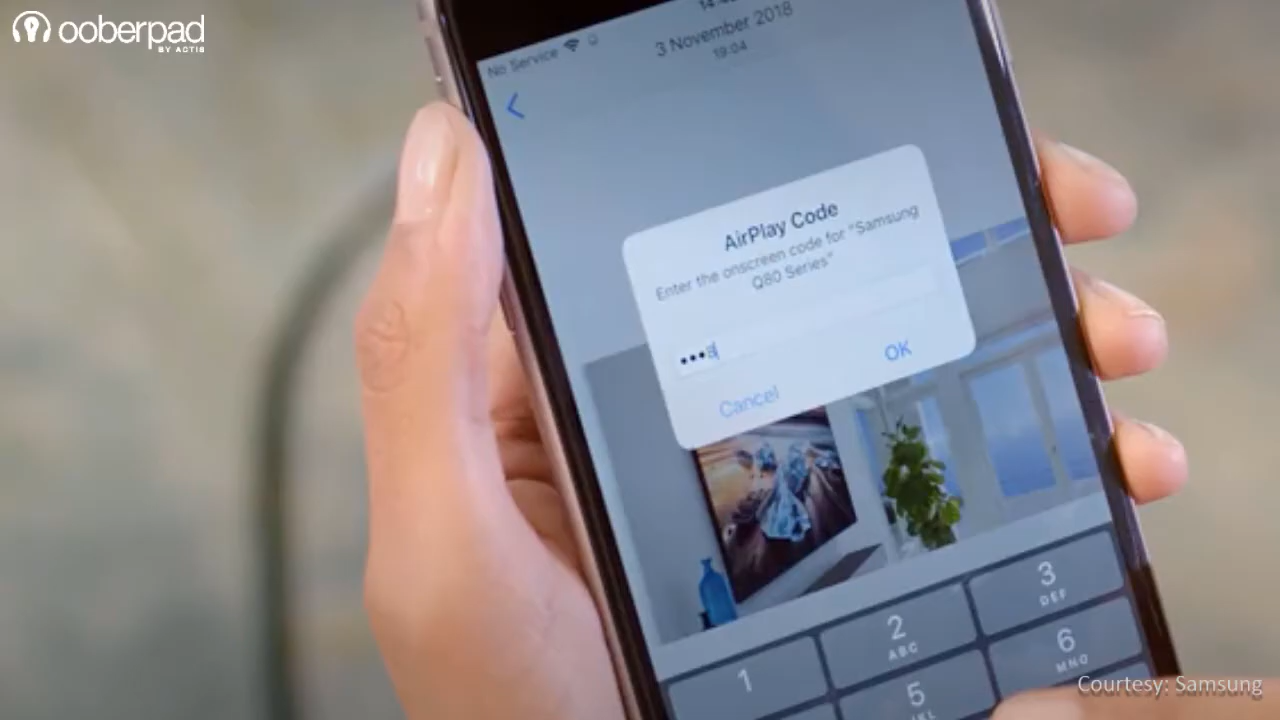 ooberpad
BY ACTIS
No Service
3 November 2018
19:04
AirPlay Code
Enter the onscreen code for "Samsung
Q80 Series"
OK
Cancel
1
2
ABC
3
DEF
5
6
MNO
Courtesy: Samsung